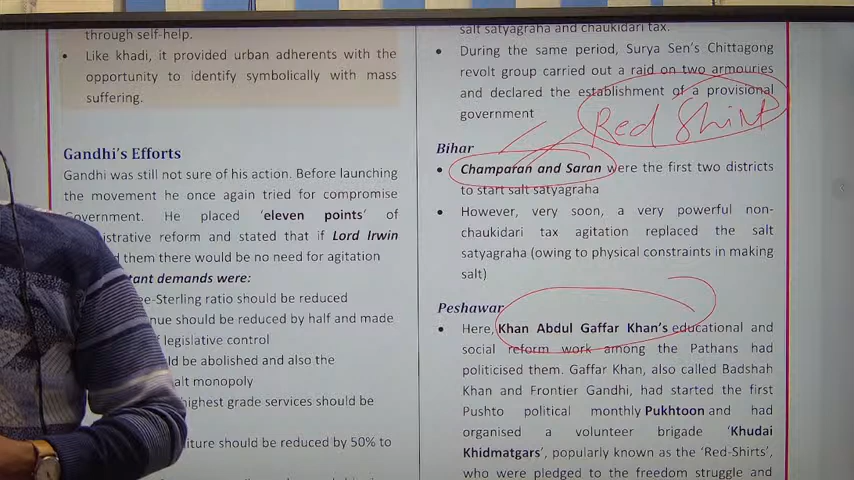 through self-help.
• Like khadi, it provided urban adherents with the
opportunity to identify symbolically with mass
suffering.
Gandhi's Efforts
Gandhi was still not sure of his action. Before launching
the movement he once again tried for compromise
Government. He placed 'eleven points' of
istrative reform and stated that if Lord Irwin
them there would be no need for agitation
tant demands were:
ee-Sterling ratio should be reduced
nue should be reduced by half and made
legislative control
ld be abolished and also the
alt monopoly
highest grade services should be
iture should be reduced by 50% to
salt satyagraha and chaukidari tax.
• During the same period, Surya Sen's Chittagong
revolt group carried out a raid on two armouries
and declared the establishment of a provisional
government
Red Shirt
Bihar
• Champaran and Saran were the first two districts
to start salt satyagraha
• However, very soon, a very powerful non-
chaukidari tax agitation replaced the salt
satyagraha (owing to physical constraints in making
salt)
Peshawar
• Here, Khan Abdul Gaffar Khan's educational and
social reform work among the Pathans had
politicised them. Gaffar Khan, also called Badshah
Khan and Frontier Gandhi, had started the first
Pushto political monthly Pukhtoon and had
organised a volunteer brigade 'Khudai
Khidmatgars', popularly known as the 'Red-Shirts',
who were pledged to the freedom struggle and